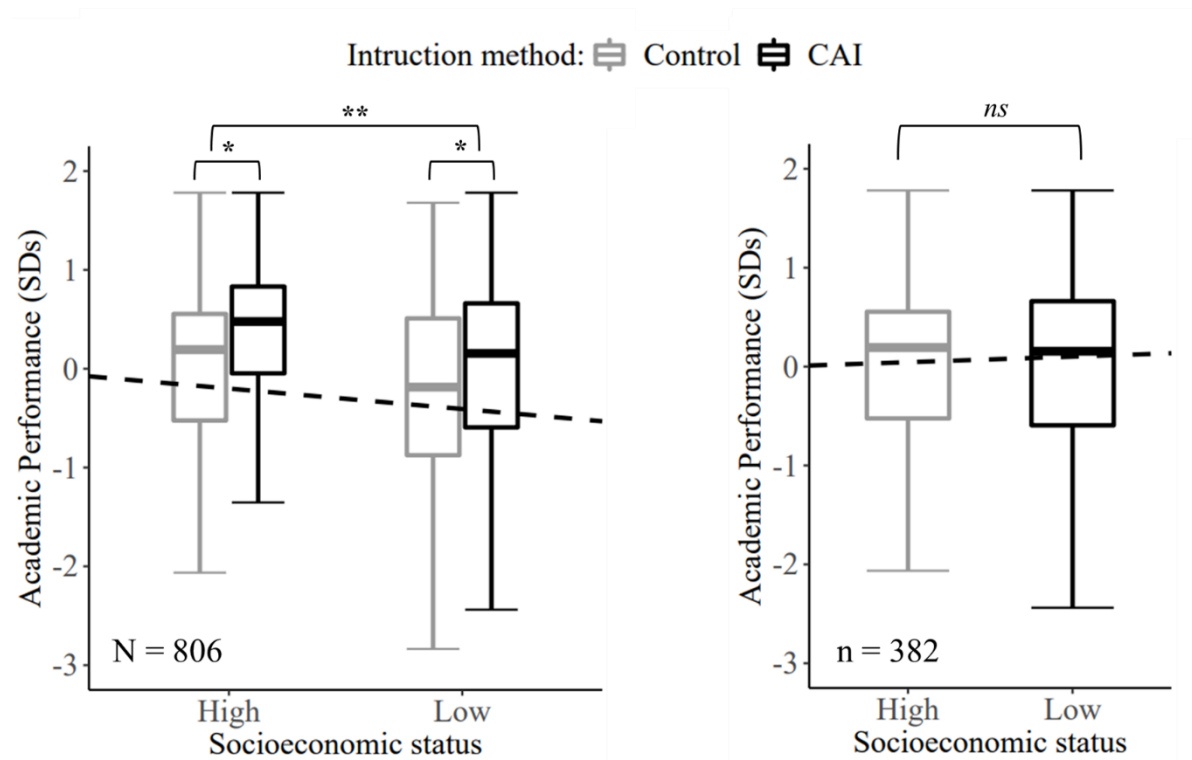 Intruction method: Control CAI
**
*
*
2
1
0
-1
-2
-3
Academic Performance (SDs)
N = 806
High
Low
Socioeconomic status
ns
2
1
0
-1
-2
-3
Academic Performance (SDs)
n = 382
High
Low
Socioeconomic status